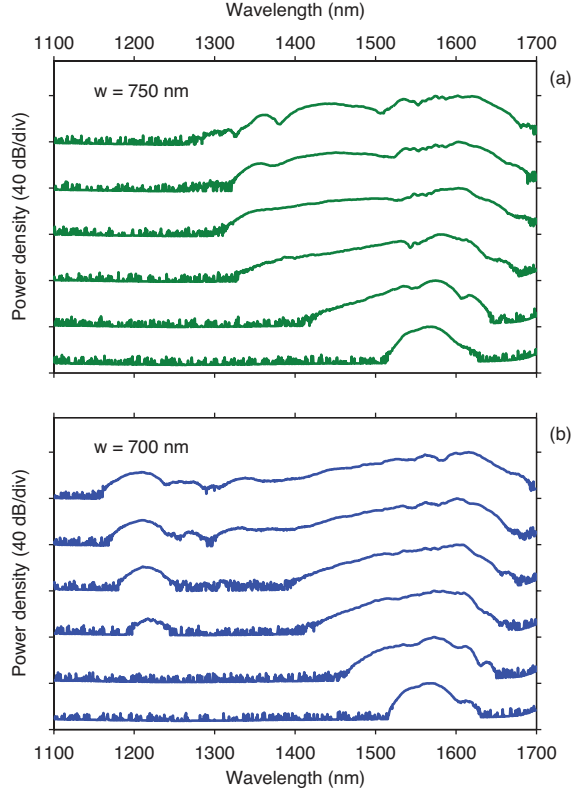 Wavelength (nm)
1100 1200 1300 1400 1500 1600 1700
(a)
w = 750 nm
Power density (40 dB/div)
(b)
w = 700 nm
Power density (40 dB/div)
1100 1200 1300 1400 1500 1600 1700
Wavelength (nm)